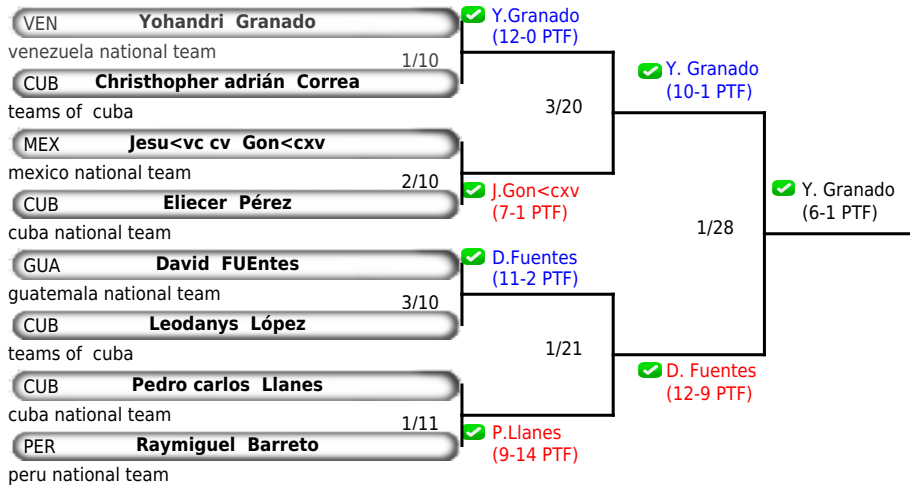 VEN Yohandri Granado
venezuela national team
1/10
CUB Christhopher adrián Correa
teams of cuba
MEX Jesu<vc cv Gon<cxv
mexico national team
2/10
CUB Eliecer Pérez
cuba national team
GUA David FUEntes
guatemala national team
3/10
CUB Leodanys López
teams of cuba
CUB Pedro carlos Llanes
cuba national team
1/11
PER Raymiguel Barreto
peru national team
Y.Granado
(12-0 PTF)
3/20
J.Gon<cxv
(7-1 PTF)
D.Fuentes
(11-2 PTF)
1/21
P.Llanes
(9-14 PTF)
Y. Granado
(10-1 PTF)
1/28
D. Fuentes
(12-9 PTF)
Y. Granado
(6-1 PTF)